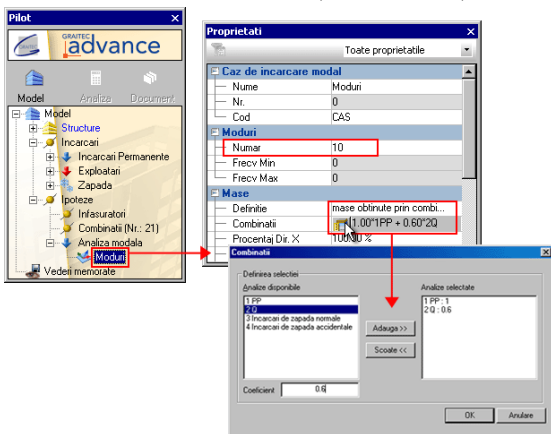 Pilot
GRAITEC
advance
Model
Analiza
Document
Model
Structure
Incarcari
Incarcari Permanente
Exploatari
Zapada
Ipoteze
Infasuratori
Combinatii (Nr.: 21)
Analiza modala
Moduri
Vederi memorate
Proprietati
Toate proprietatile
Caz de incarcare modal
Nume Moduri
Nr. 0
Cod CAS
Moduri
Numar 10
Frecv Min 0
Frecv Max 0
Mase
Definitie mase obtinute prin combi...
Combinatii 1.00*1PP + 0.60*2Q
Procentaj Dir. X 100.00 %
Combinatii
Definirea selectiei
Analize disponibile Analize selectate
1 PP 1 PP : 1
2 Q 2 Q : 0.6
3 Incarcari de zapada normale
4 Incarcari de zapada accidentale
Adauga >>
Scoate <<
Coeficient 0.6
OK Anulare